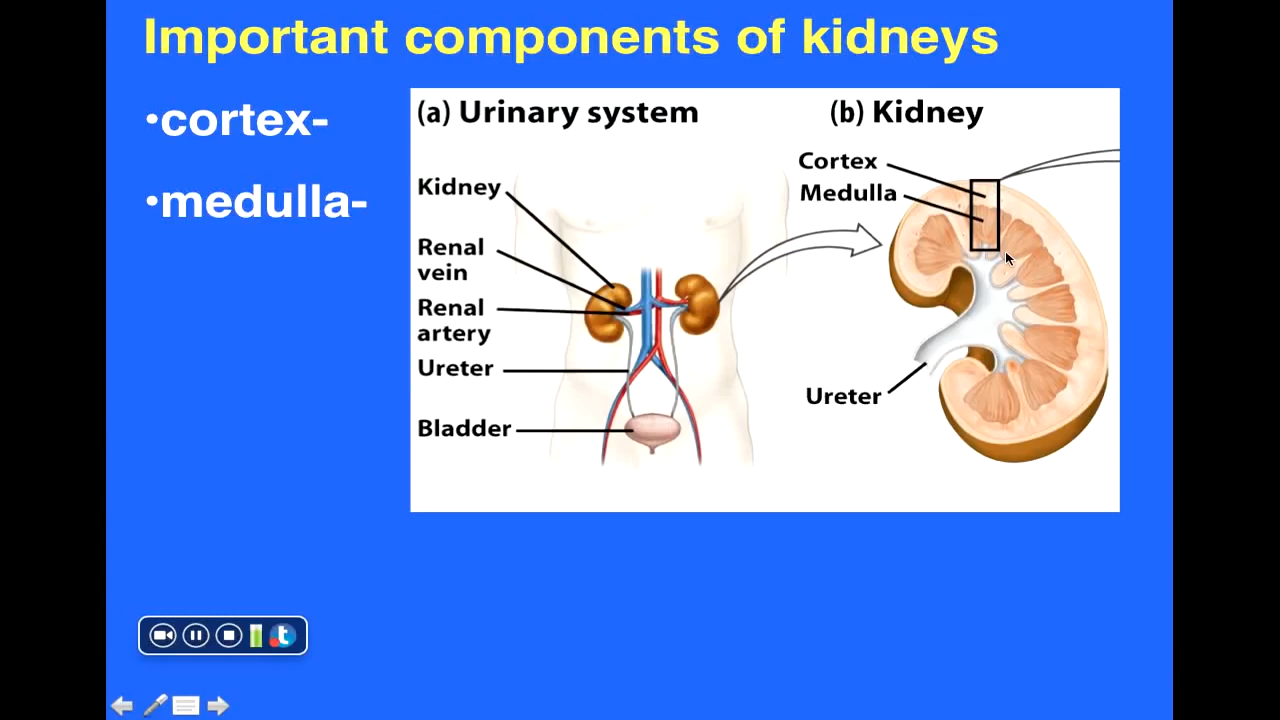 Important components of kidneys
•cortex-
•medulla-
(a) Urinary system
Kidney
Renal
vein
Renal
artery
Ureter
Bladder
(b) Kidney
Cortex
Medulla
Ureter
t